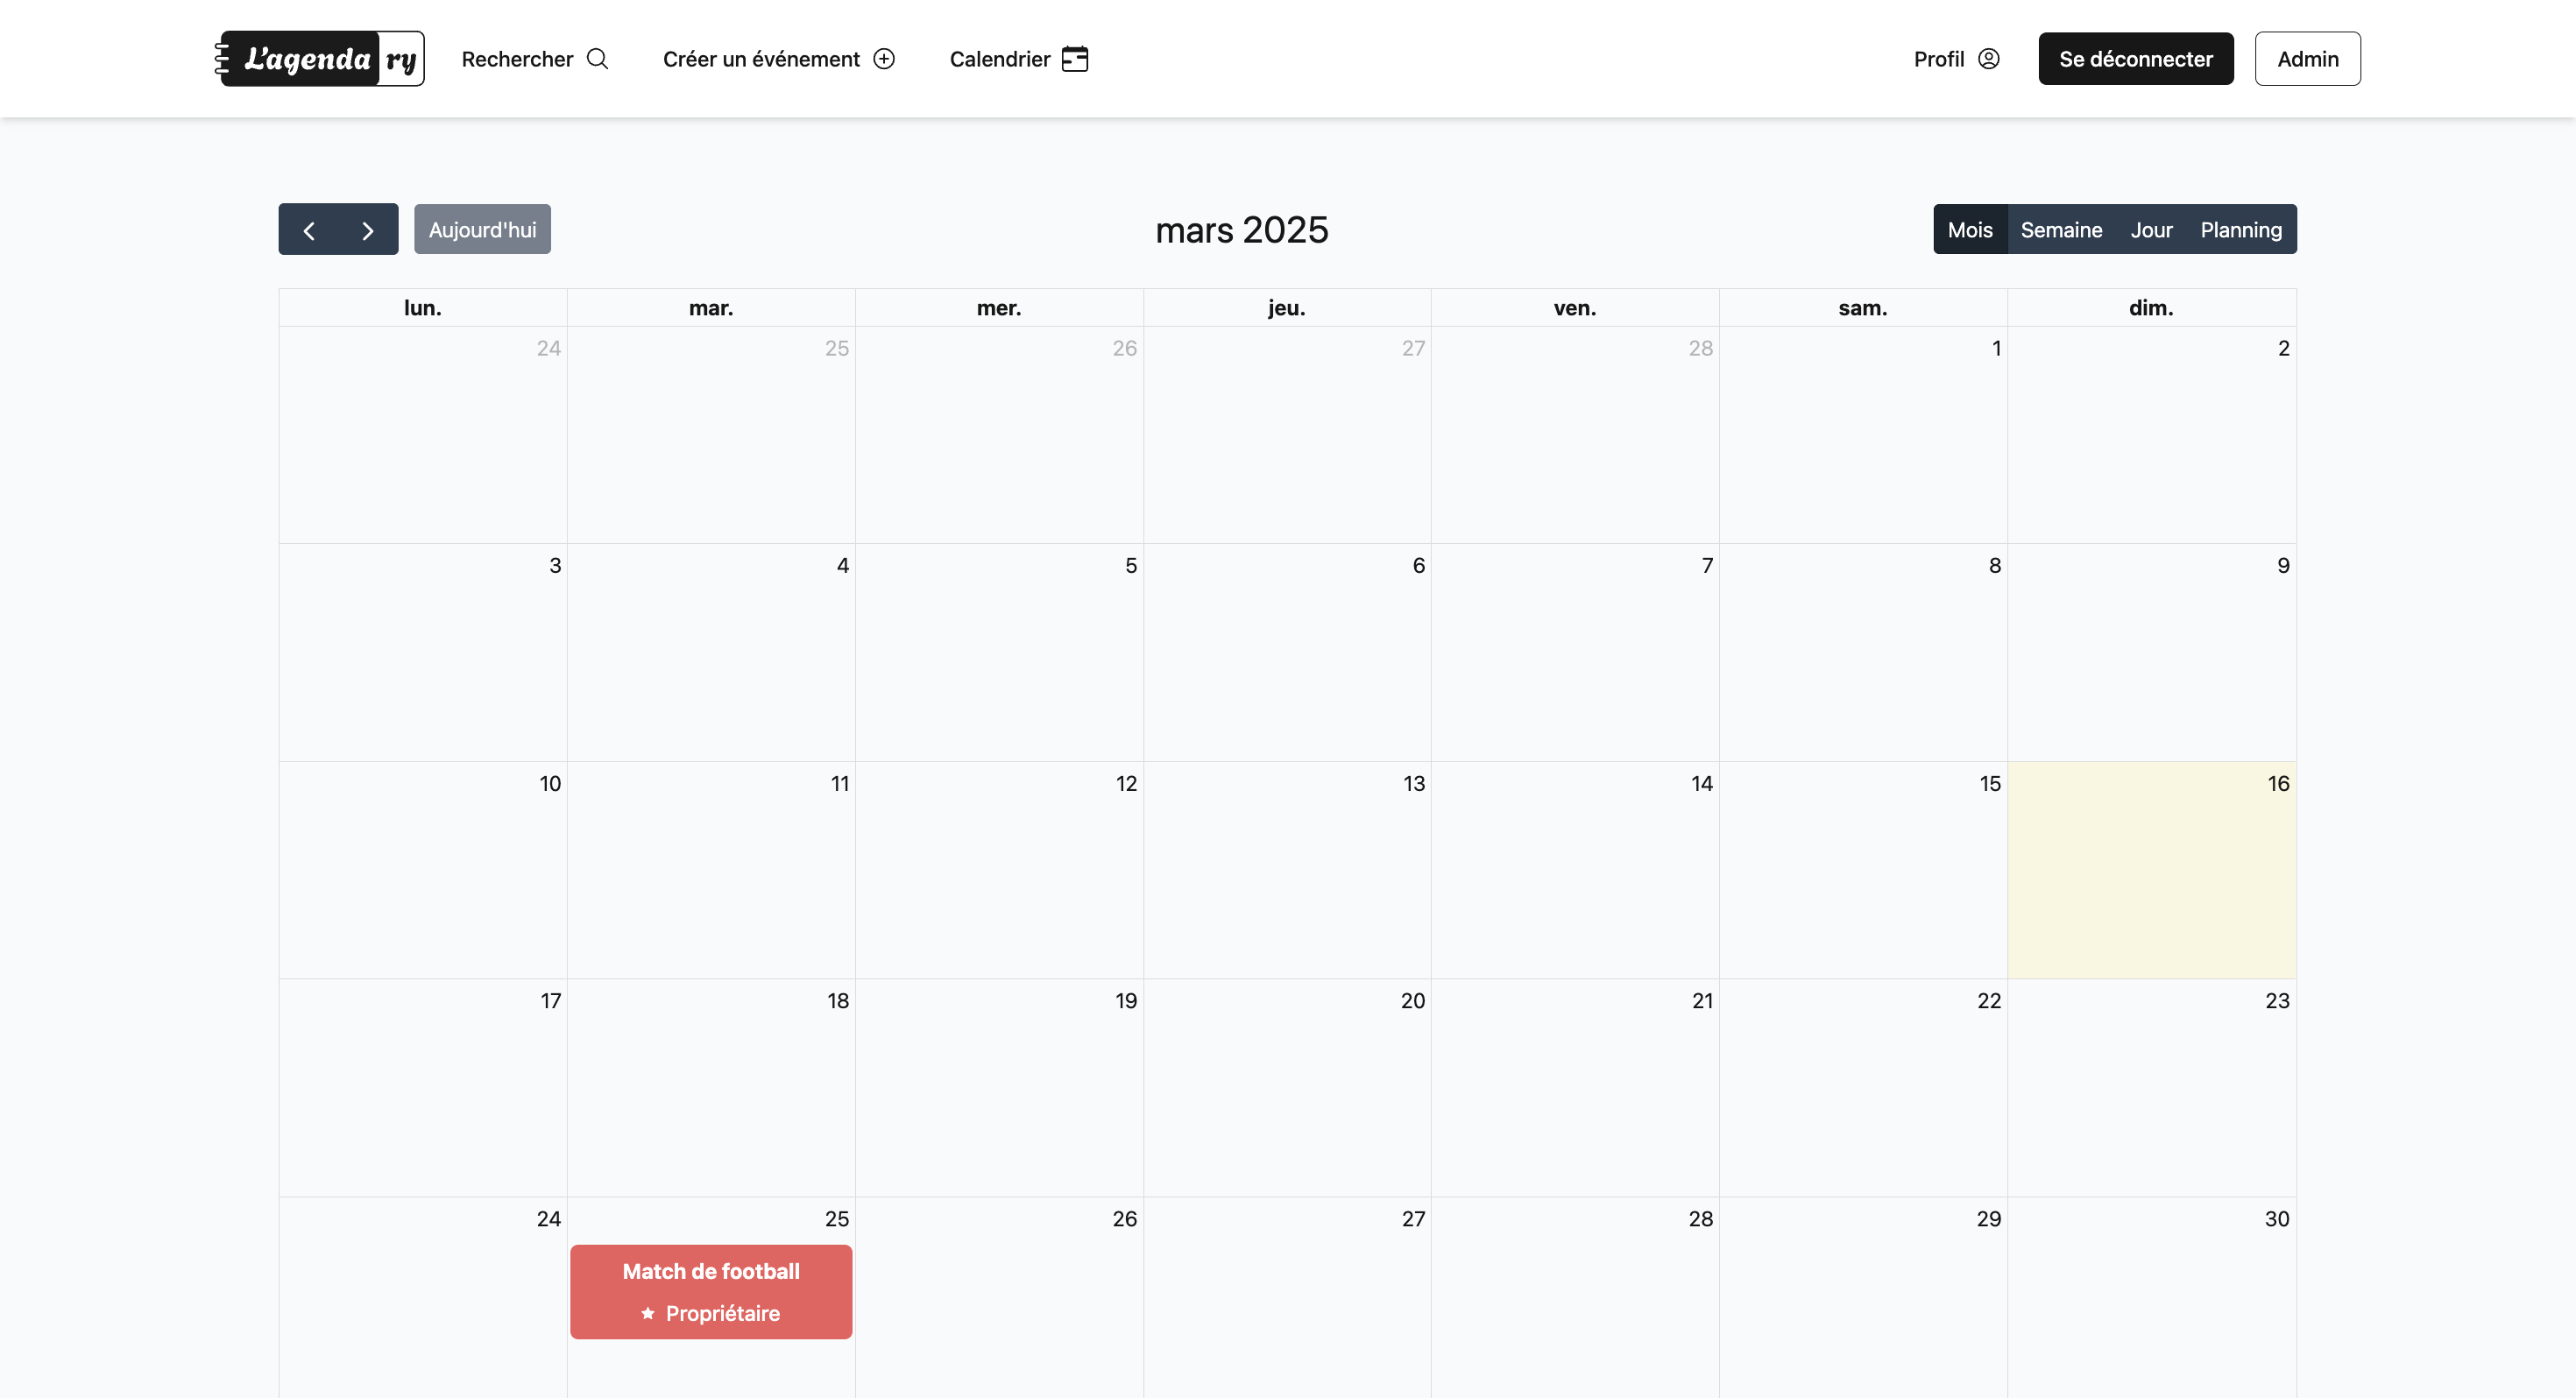 L'agenda ry Rechercher Créer un événement Calendrier Profil Se déconnecter Admin
Aujourd'hui mars 2025 Mois Semaine Jour Planning
lun. mar. mer. jeu. ven. sam. dim.
24 25 26 27 28 1 2
3 4 5 6 7 8 9
10 11 12 13 14 15 16
17 18 19 20 21 22 23
24 25 26 27 28 29 30
Match de football
Propriétaire